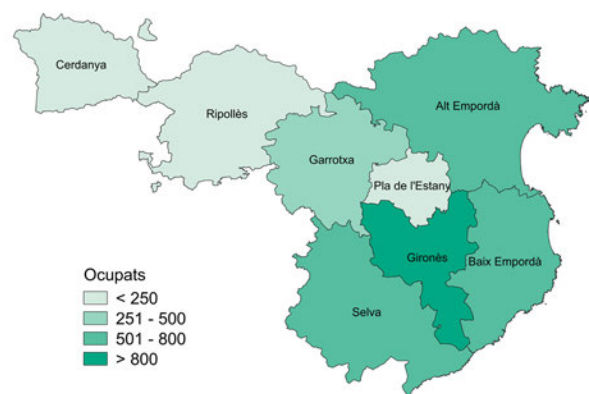 Cerdanya
Ripollès
Alt Empordà
Garrotxa
Pla de l'Estany
Gironès
Baix Empordà
Selva
Ocupats
< 250
251 - 500
501 - 800
> 800